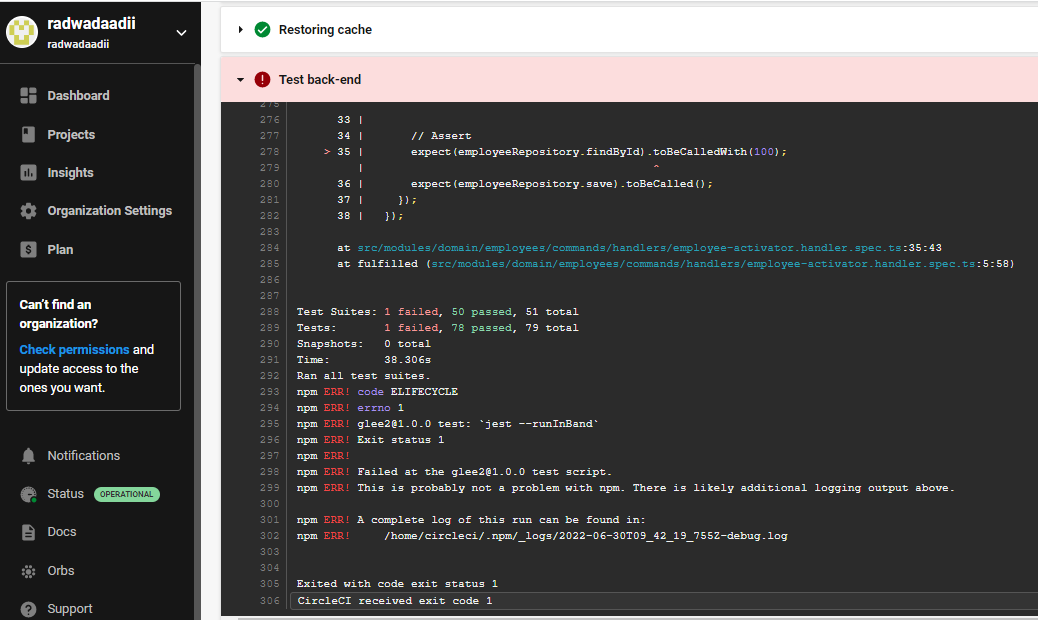 radwadaadii
radwadaadii
Dashboard
Projects
Insights
Organization Settings
$ Plan
Can't find an
organization?
Check permissions and
update access to the
ones you want.
Notifications
Status OPERATIONAL
Docs
Orbs
? Support
Restoring cache
! Test back-end
275
276 33 |
277 34 | // Assert
278 > 35 | expect(employeeRepository.findById).toBeCalledWith(100);
279 | ^
280 36 | expect(employeeRepository.save).toBeCalled();
281 37 | });
282 38 | });
283
284 at src/modules/domain/employees/commands/handlers/employee-activator.handler.spec.ts:35:43
285 at fulfilled (src/modules/domain/employees/commands/handlers/employee-activator.handler.spec.ts:5:58)
286
287
288 Test Suites: 1 failed, 50 passed, 51 total
289 Tests: 1 failed, 78 passed, 79 total
290 Snapshots: 0 total
291 Time: 38.306s
292 Ran all test suites.
293 npm ERR! code ELIFECYCLE
294 npm ERR! errno 1
295 npm ERR! glee2@1.0.0 test: `jest --runInBand`
296 npm ERR! Exit status 1
297 npm ERR!
298 npm ERR! Failed at the glee2@1.0.0 test script.
299 npm ERR! This is probably not a problem with npm. There is likely additional logging output above.
300
301 npm ERR! A complete log of this run can be found in:
302 npm ERR! /home/circleci/.npm/_logs/2022-06-30T09_42_19_755Z-debug.log
303
304
305 Exited with code exit status 1
306 CircleCI received exit code 1